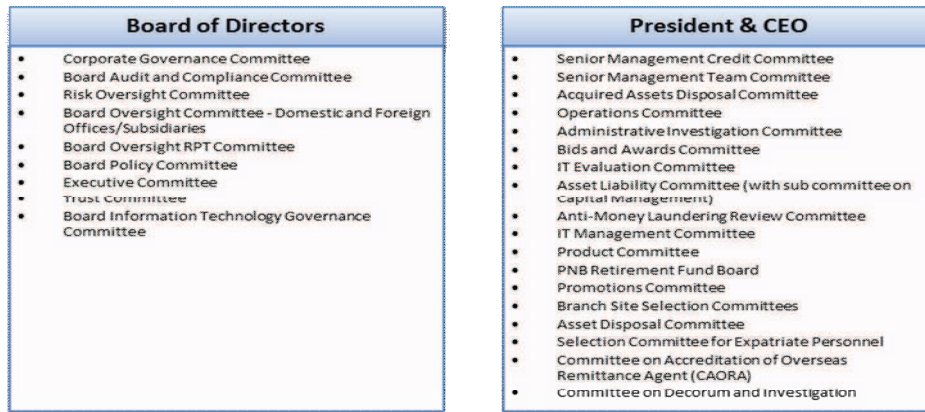 Board of Directors
• Corporate Governance Committee
• Board Audit and Compliance Committee
• Risk Oversight Committee
• Board Oversight Committee - Domestic and Foreign
Offices/Subsidiaries
• Board Oversight RPT Committee
• Board Policy Committee
• Executive Committee
• Trust Committee
• Board Information Technology Governance
Committee
President & CEO
• Senior Management Credit Committee
• Senior Management Team Committee
• Acquired Assets Disposal Committee
• Operations Committee
• Administrative Investigation Committee
• Bids and Awards Committee
• IT Evaluation Committee
• Asset Liability Committee (with sub committee on
Capital Management)
• Anti-Money Laundering Review Committee
• IT Management Committee
• Product Committee
• PNB Retirement Fund Board
• Promotions Committee
• Branch Site Selection Committees
• Asset Disposal Committee
• Selection Committee for Expatriate Personnel
• Committee on Accreditation of Overseas
Remittance Agent (CAORA)
• Committee on Decorum and Investigation